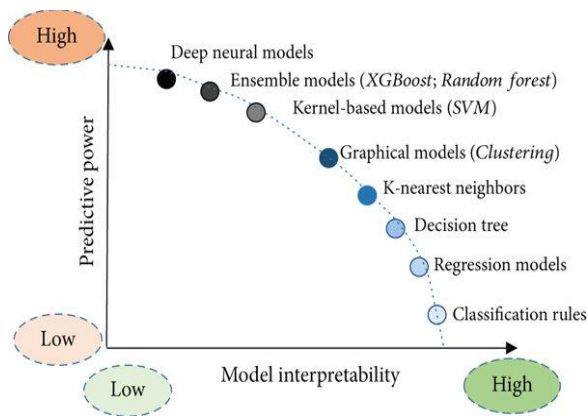 High
Deep neural models
Ensemble models (XGBoost; Random forest)
Kernel-based models (SVM)
Graphical models (Clustering)
K-nearest neighbors
Decision tree
Regression models
Classification rules
Predictive power
Low
Low
Model interpretability
High